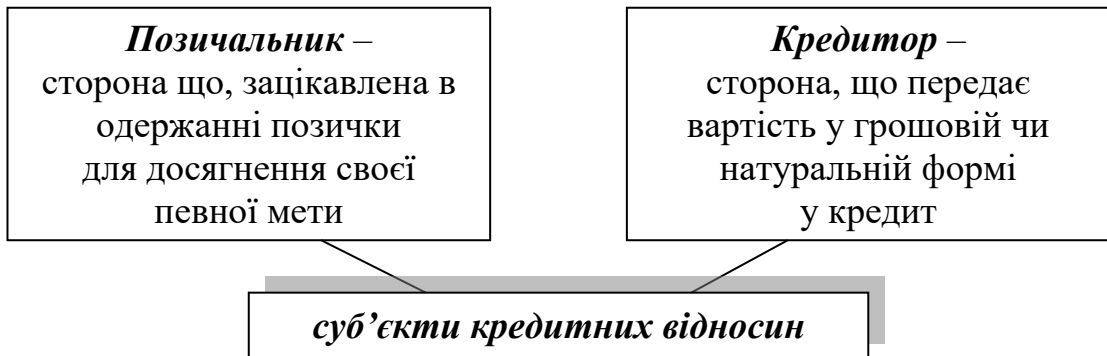 Позичальник –
сторона що, зацікавлена в
одержанні позички
для досягнення своєї
певної мети
Кредитор –
сторона, що передає
вартість у грошовій чи
натуральній формі
у кредит
суб’єкти кредитних відносин